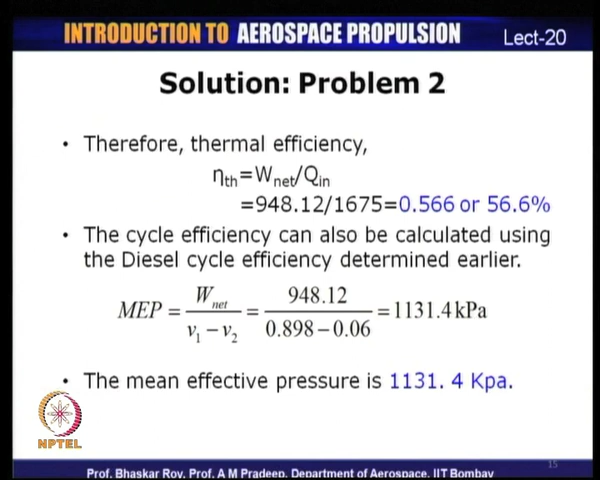 INTRODUCTION TO AEROSPACE PROPULSION
Lect-20
Solution: Problem 2
• Therefore, thermal efficiency,
ηth=Wnet/Qin
=948.12/1675=0.566 or 56.6%
• The cycle efficiency can also be calculated using
the Diesel cycle efficiency determined earlier.
MEP = Wnet / (v1 − v2) = 948.12 / (0.898 − 0.06) = 1131.4 kPa
• The mean effective pressure is 1131. 4 Kpa.
NPTEL
15
Prof. Bhaskar Roy, Prof. A M Pradeep, Department of Aerospace, IIT Bombay